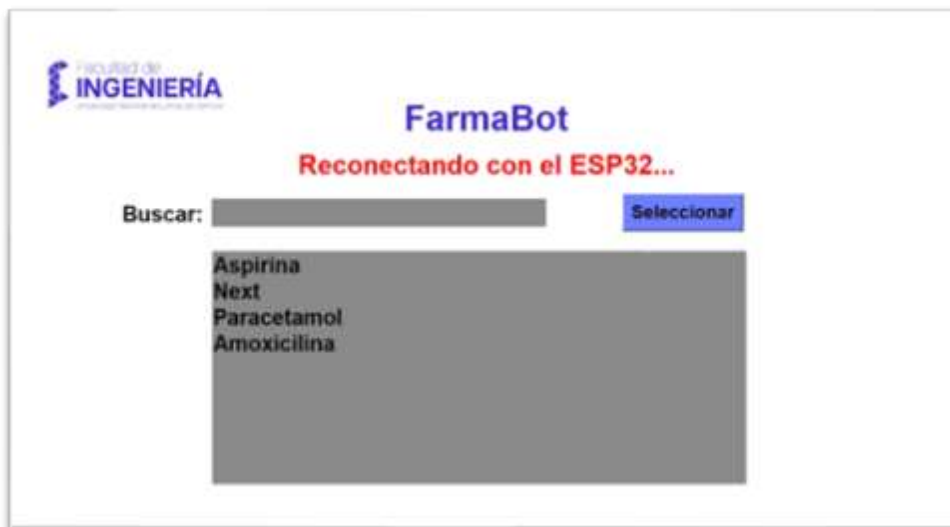 Facultad de
INGENIERÍA
FarmaBot
Reconectando con el ESP32...
Buscar:
Seleccionar
Aspirina
Next
Paracetamol
Amoxicilina